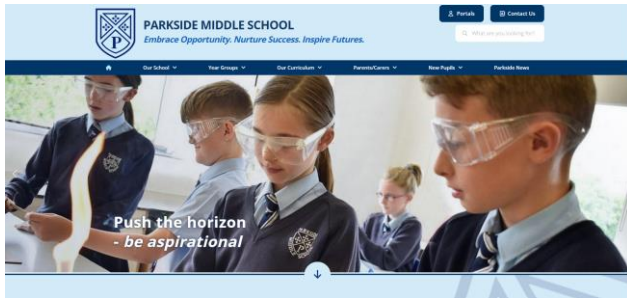 P
PARKSIDE MIDDLE SCHOOL
Embrace Opportunity. Nurture Success. Inspire Futures.
Portals
Contact Us
What are you looking for?
Our School
Year Groups
Our Curriculum
Parents/Carers
New Pupils
Parkside News
Push the horizon
- be aspirational